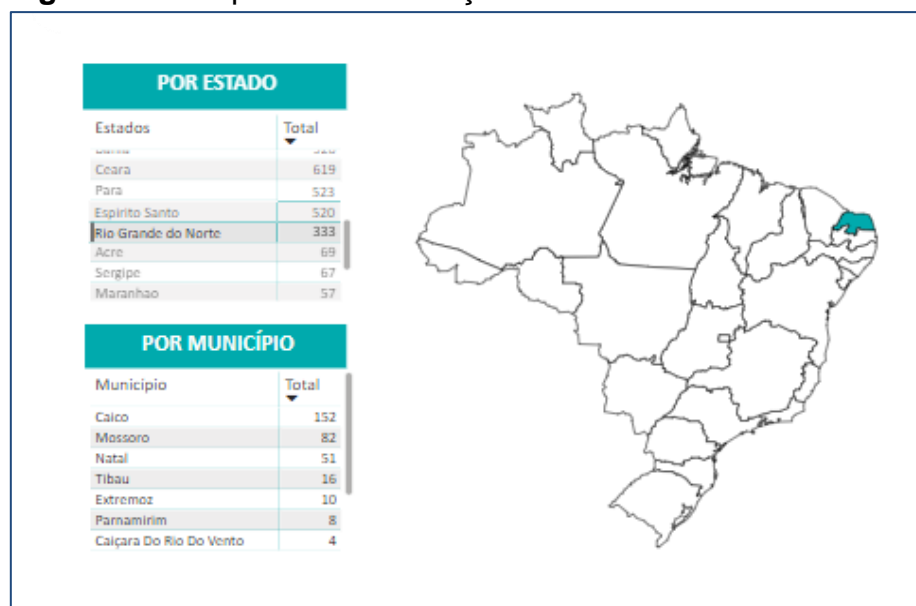 POR ESTADO
Estados Total
Ceara 619
Para 523
Espirito Santo 520
Rio Grande do Norte 333
Acre 69
Sergipe 67
Maranhao 57
POR MUNICÍPIO
Municipio Total
Caico 152
Mossoro 82
Natal 51
Tibau 16
Extremoz 10
Parnamirim 8
Caiçara Do Rio Do Vento 4